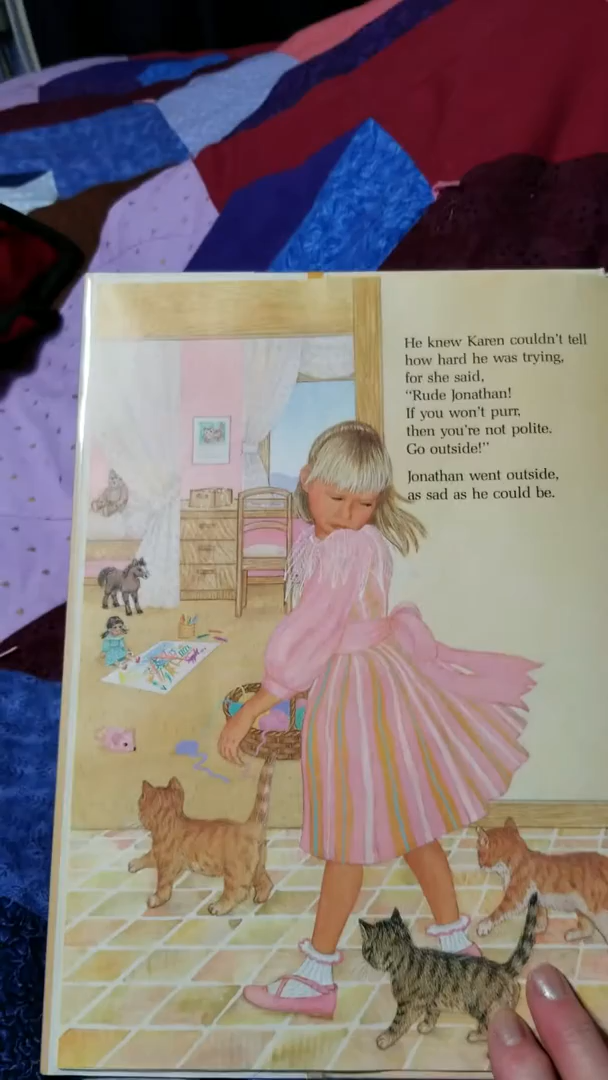 He knew Karen couldn't tell
how hard he was trying,
for she said,
“Rude Jonathan!
If you won't purr,
then you're not polite.
Go outside!”
Jonathan went outside,
as sad as he could be.